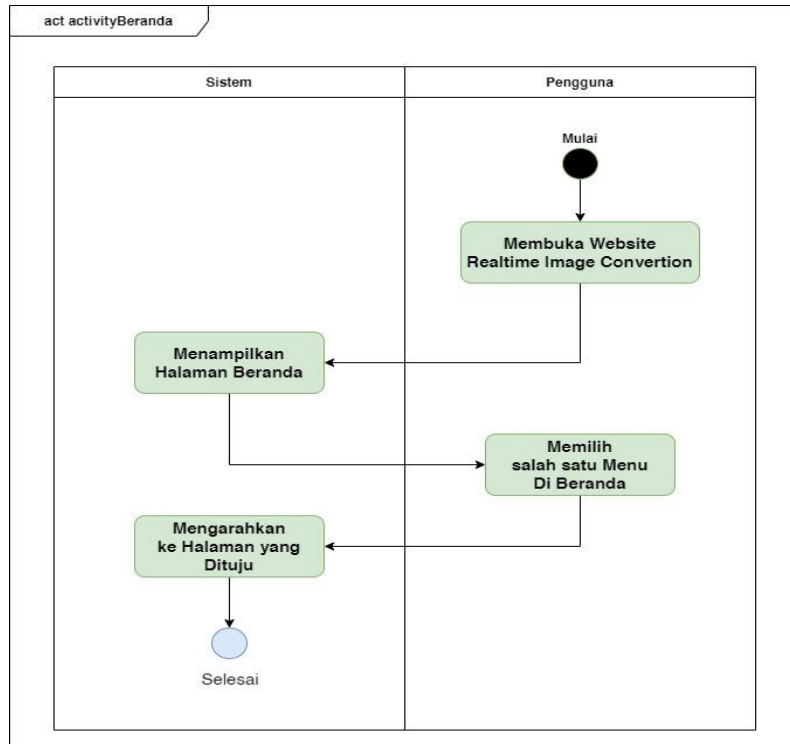 act activityBeranda
Sistem
Pengguna
Mulai
Membuka Website
Realtime Image Convertion
Menampilkan
Halaman Beranda
Memilih
salah satu Menu
Di Beranda
Mengarahkan
ke Halaman yang
Dituju
Selesai